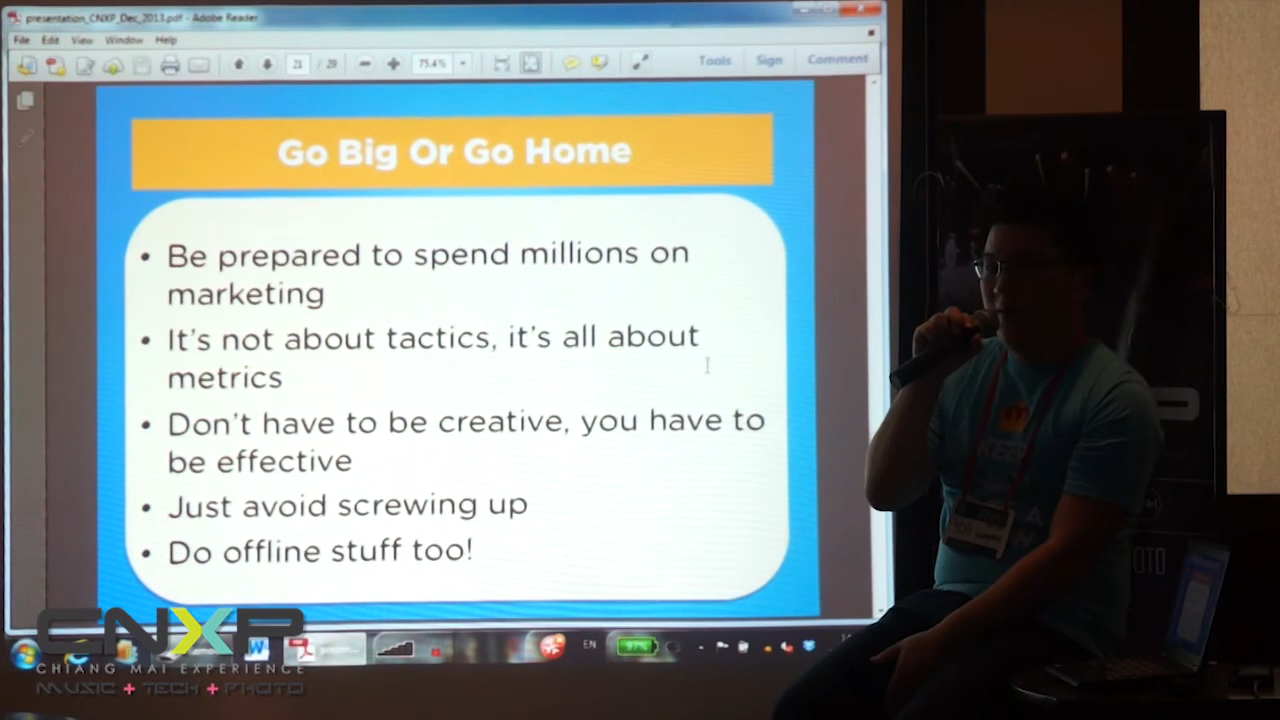 presentation_CNXP_Dec_2013.pdf - Adobe Reader
File Edit View Window Help
21 / 29 75.4% Tools Sign Comment
Go Big Or Go Home
• Be prepared to spend millions on
marketing
• It's not about tactics, it's all about
metrics
• Don't have to be creative, you have to
be effective
• Just avoid screwing up
• Do offline stuff too!
KEEP
P
OTO
EN 97%
CNXP
CHIANG MAI EXPERIENCE
MUSIC + TECH + PHOTO